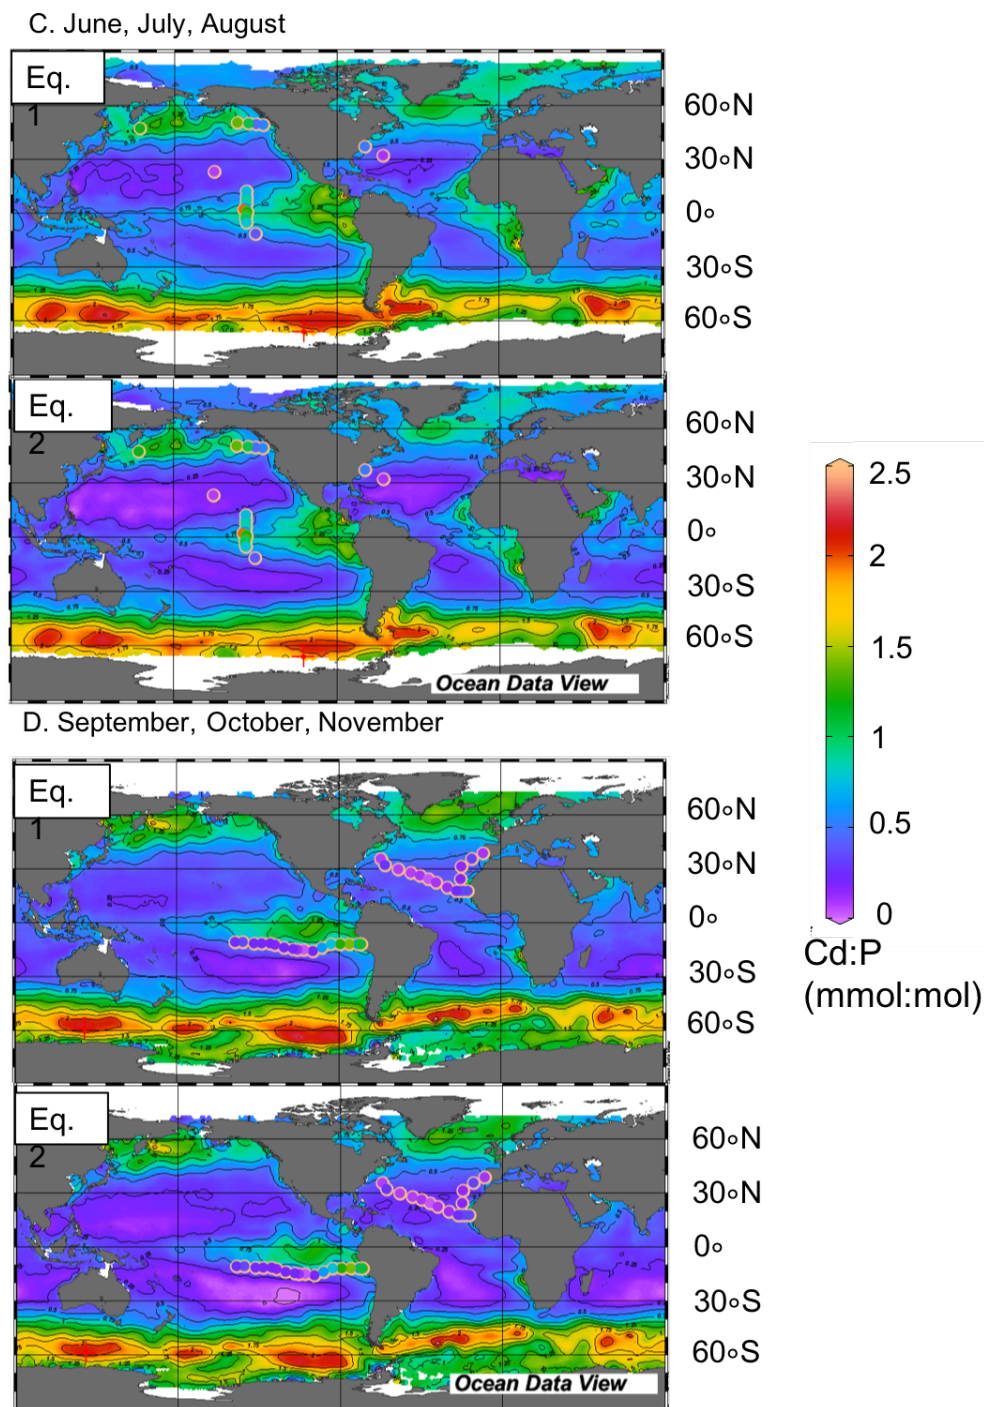 C. June, July, August
Eq.
1
60∘N
30∘N
0∘
30∘S
60∘S
Eq.
2
60∘N
30∘N
0∘
30∘S
60∘S
Ocean Data View
2.5
2
1.5
1
0.5
0
Cd:P
(mmol:mol)
D. September, October, November
Eq.
1
60∘N
30∘N
0∘
30∘S
60∘S
Eq.
2
60∘N
30∘N
0∘
30∘S
60∘S
Ocean Data View